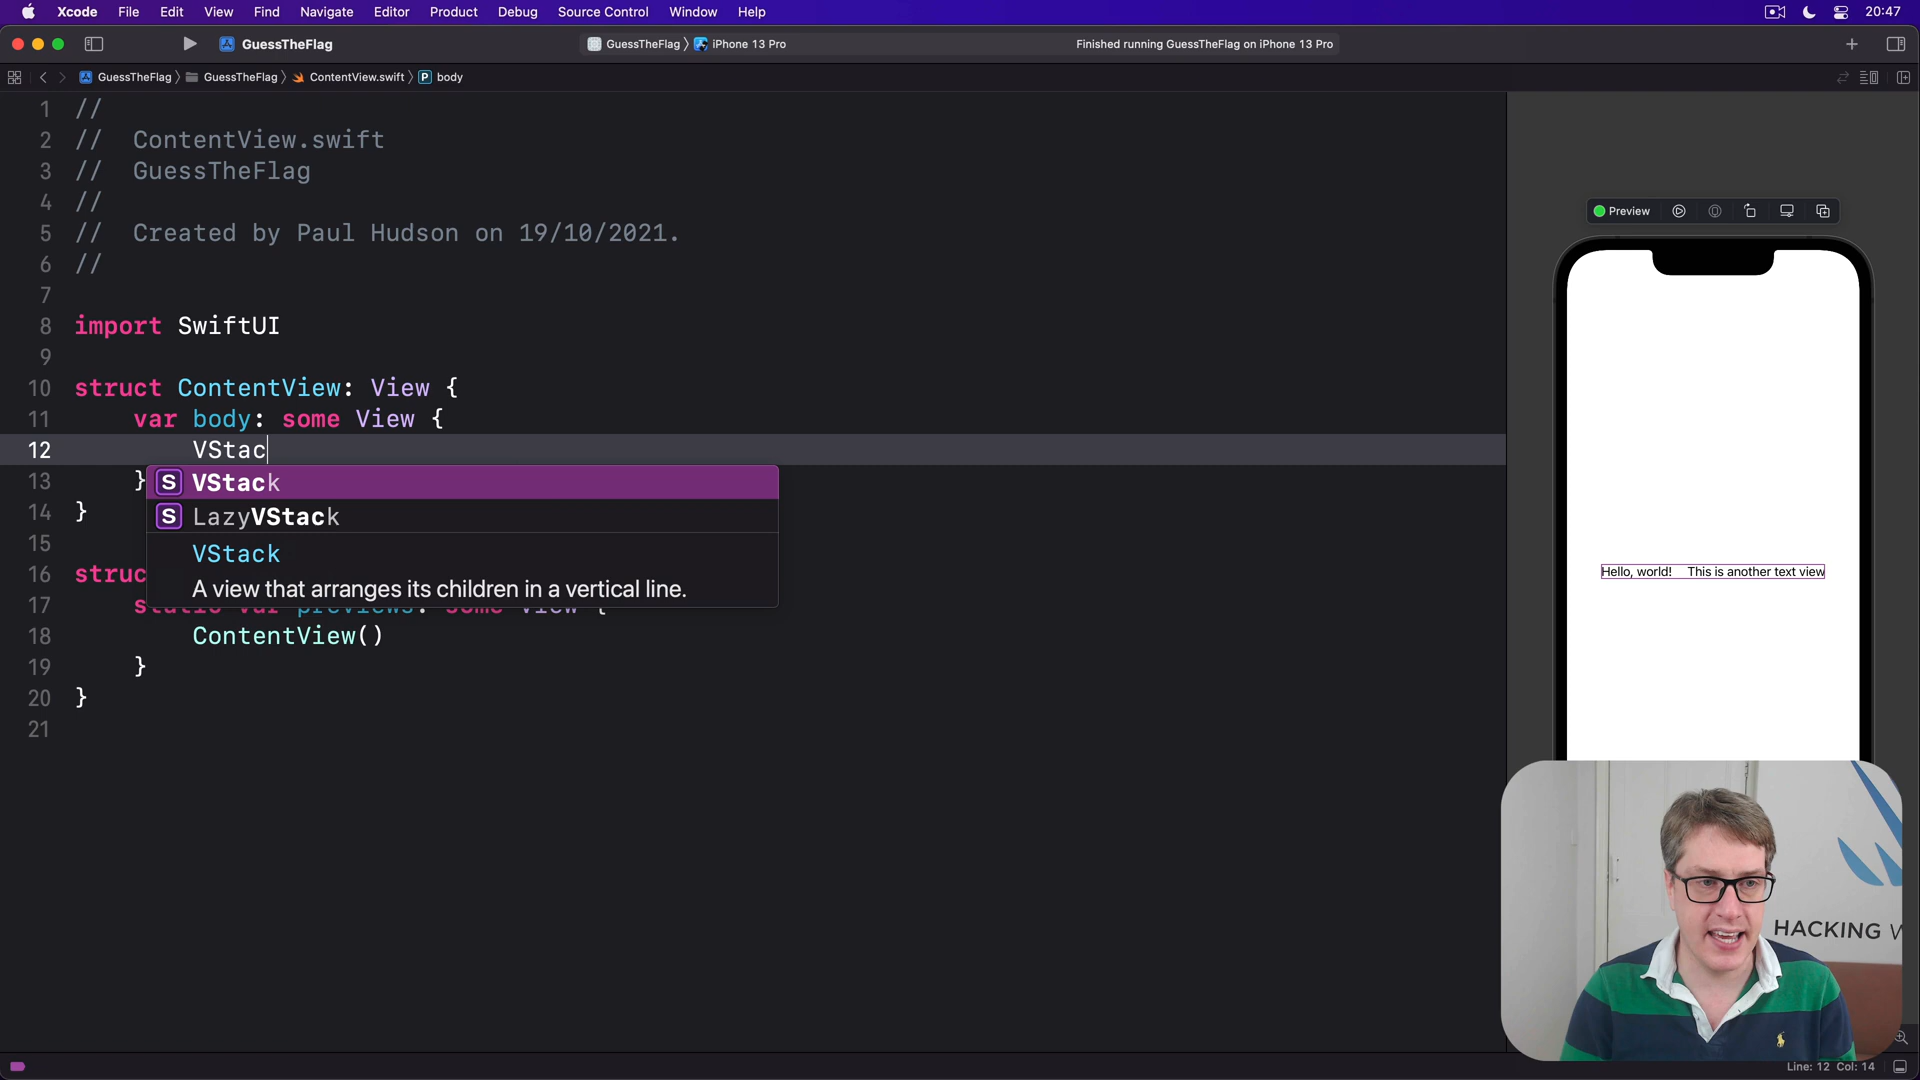 Xcode File Edit View Find Navigate Editor Product Debug Source Control Window Help 20:47
GuessTheFlag GuessTheFlag iPhone 13 Pro Finished running GuessTheFlag on iPhone 13 Pro
GuessTheFlag GuessTheFlag ContentView.swift P body
1 //
2 // ContentView.swift
3 // GuessTheFlag
4 //
5 // Created by Paul Hudson on 19/10/2021.
6 //
7
8 import SwiftUI
9
10 struct ContentView: View {
11 var body: some View {
12 VStac
13 }
S VStack
14 }
S LazyVStack
15
VStack
16 struc
A view that arranges its children in a vertical line.
17 static var previews: some View {
18 ContentView()
19 }
20 }
21
Preview
Hello, world! This is another text view
HACKING W
Line: 12 Col: 14